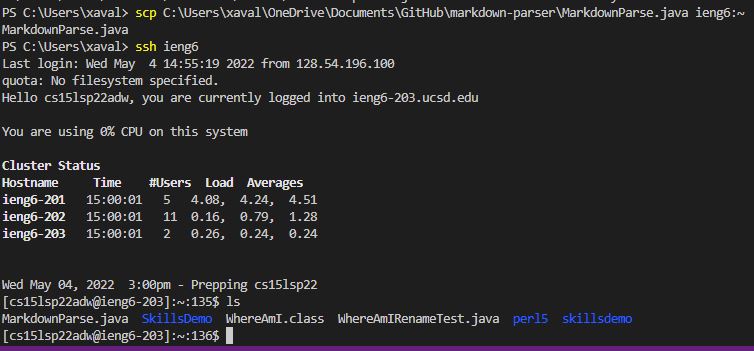 PS C:\Users\xaval> scp C:\Users\xaval\OneDrive\Documents\GitHub\markdown-parser\MarkdownParse.java ieng6:~
MarkdownParse.java
PS C:\Users\xaval> ssh ieng6
Last login: Wed May  4 14:55:19 2022 from 128.54.196.100
quota: No filesystem specified.
Hello cs15lsp22adw, you are currently logged into ieng6-203.ucsd.edu
You are using 0% CPU on this system
Cluster Status
Hostname     Time    #Users  Load  Averages
ieng6-201   15:00:01   5   4.08,  4.24,  4.51
ieng6-202   15:00:01   11  0.16,  0.79,  1.28
ieng6-203   15:00:01   2   0.26,  0.24,  0.24
Wed May 04, 2022  3:00pm - Prepping cs15lsp22
[cs15lsp22adw@ieng6-203]:~:135$ ls
MarkdownParse.java  SkillsDemo  WhereAmI.class  WhereAmIRenameTest.java  perl5  skillsdemo
[cs15lsp22adw@ieng6-203]:~:136$